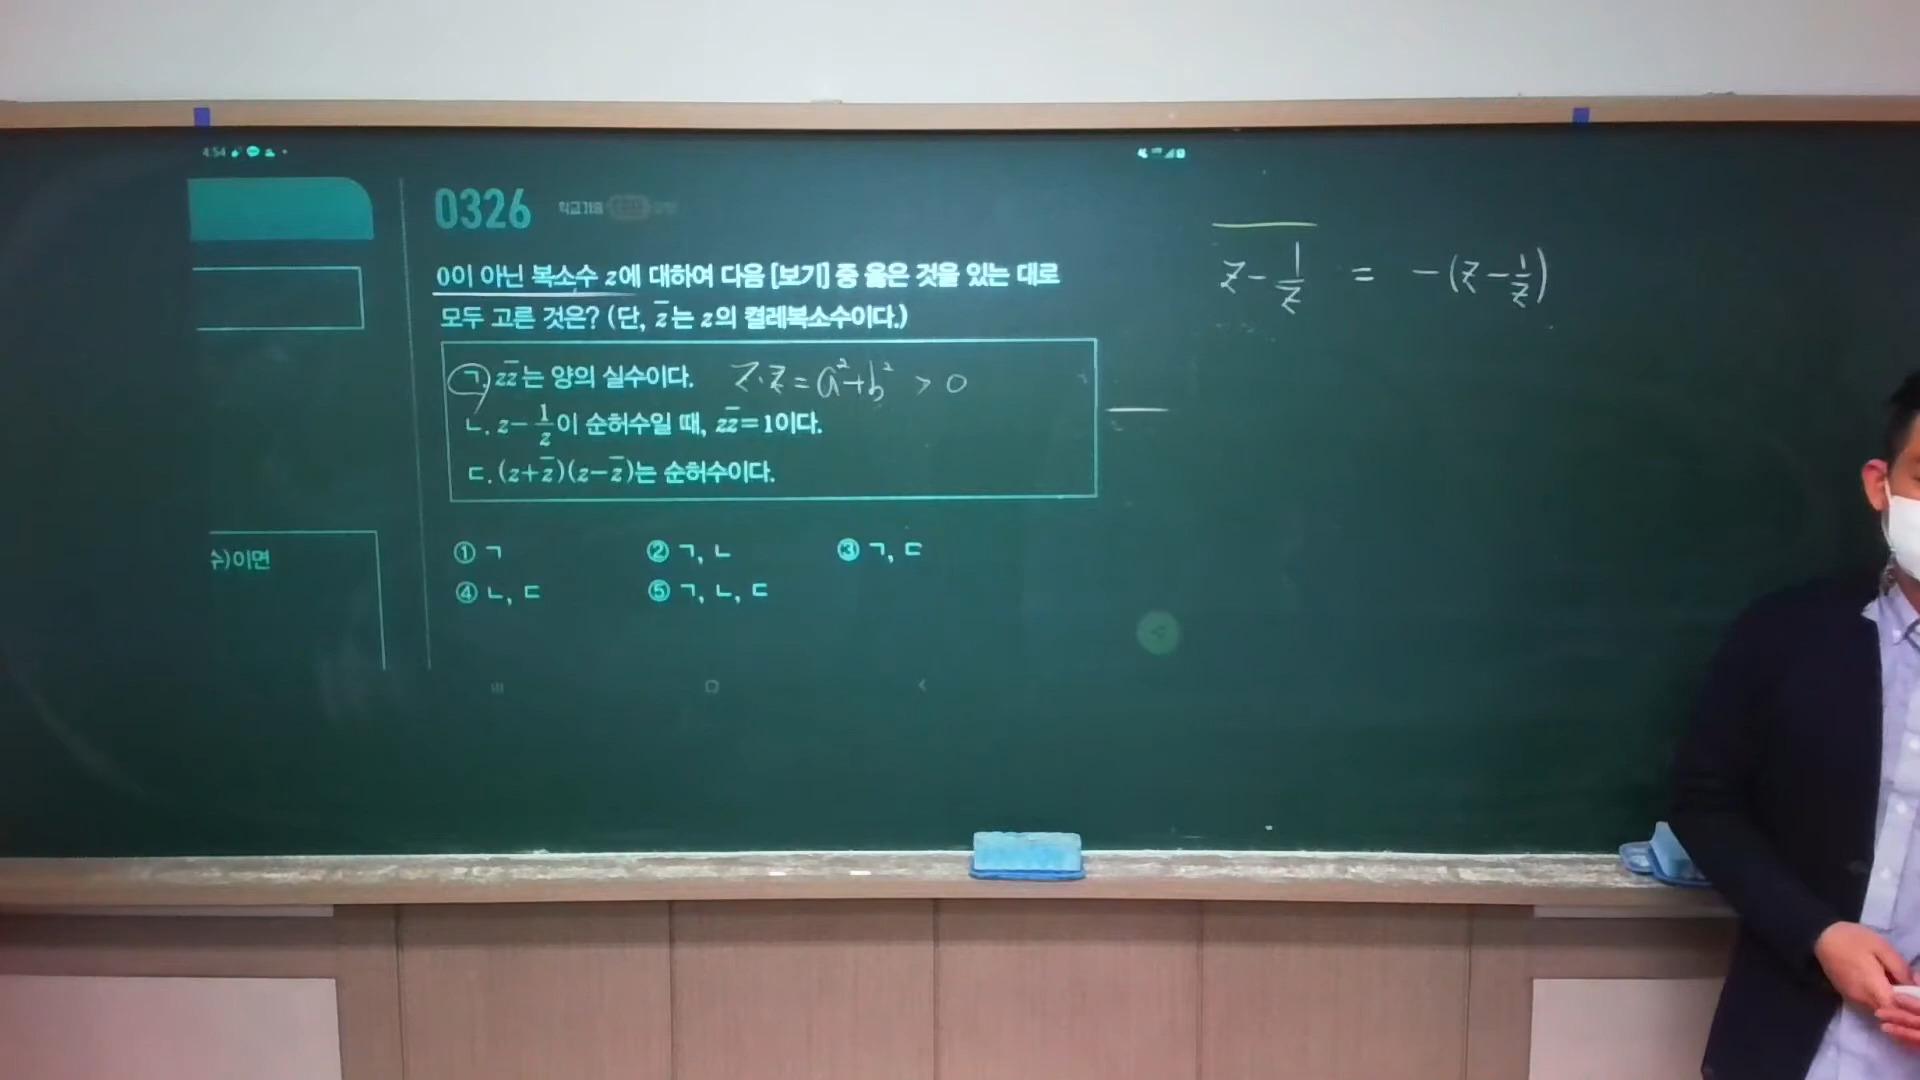 4:54
0326
0이 아닌 복소수 z에 대하여 다음 [보기] 중 옳은 것을 있는 대로
모두 고른 것은? (단, z̄는 z의 켤레복소수이다.)
ㄱ. zz̄는 양의 실수이다. z·z̄ = a²+b² > 0
ㄴ. z-1/z이 순허수일 때, zz̄=1이다.
ㄷ. (z+z̄)(z-z̄)는 순허수이다.
① ㄱ ② ㄱ, ㄴ ③ ㄱ, ㄷ
④ ㄴ, ㄷ ⑤ ㄱ, ㄴ, ㄷ
수)이면
z - 1/z = -(z - 1/z)